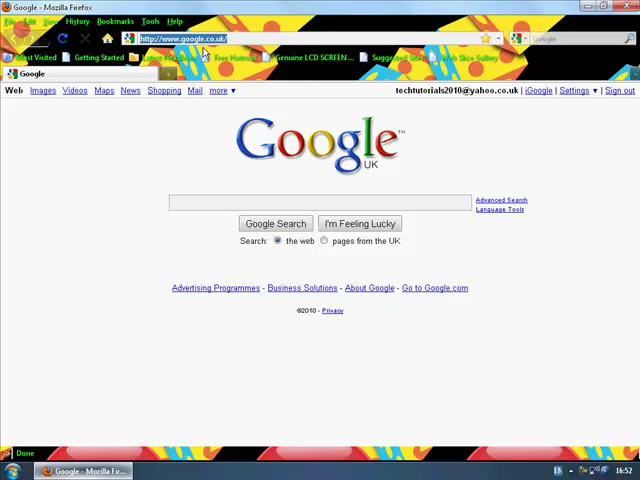 Google - Mozilla Firefox
File Edit View History Bookmarks Tools Help
http://www.google.co.uk/ Google
Most Visited Getting Started Latest Headlines Free Hotmail Genuine LCD SCREEN ... Suggested Sites Web Slice Gallery
Google
Web Images Videos Maps News Shopping Mail more ▼ techtutorials2010@yahoo.co.uk | iGoogle | Settings ▼ | Sign out
Google™
UK
Advanced Search
Language Tools
Google Search I'm Feeling Lucky
Search: the web pages from the UK
Advertising Programmes - Business Solutions - About Google - Go to Google.com
©2010 - Privacy
Done
Google - Mozilla Fir... EN 16:52